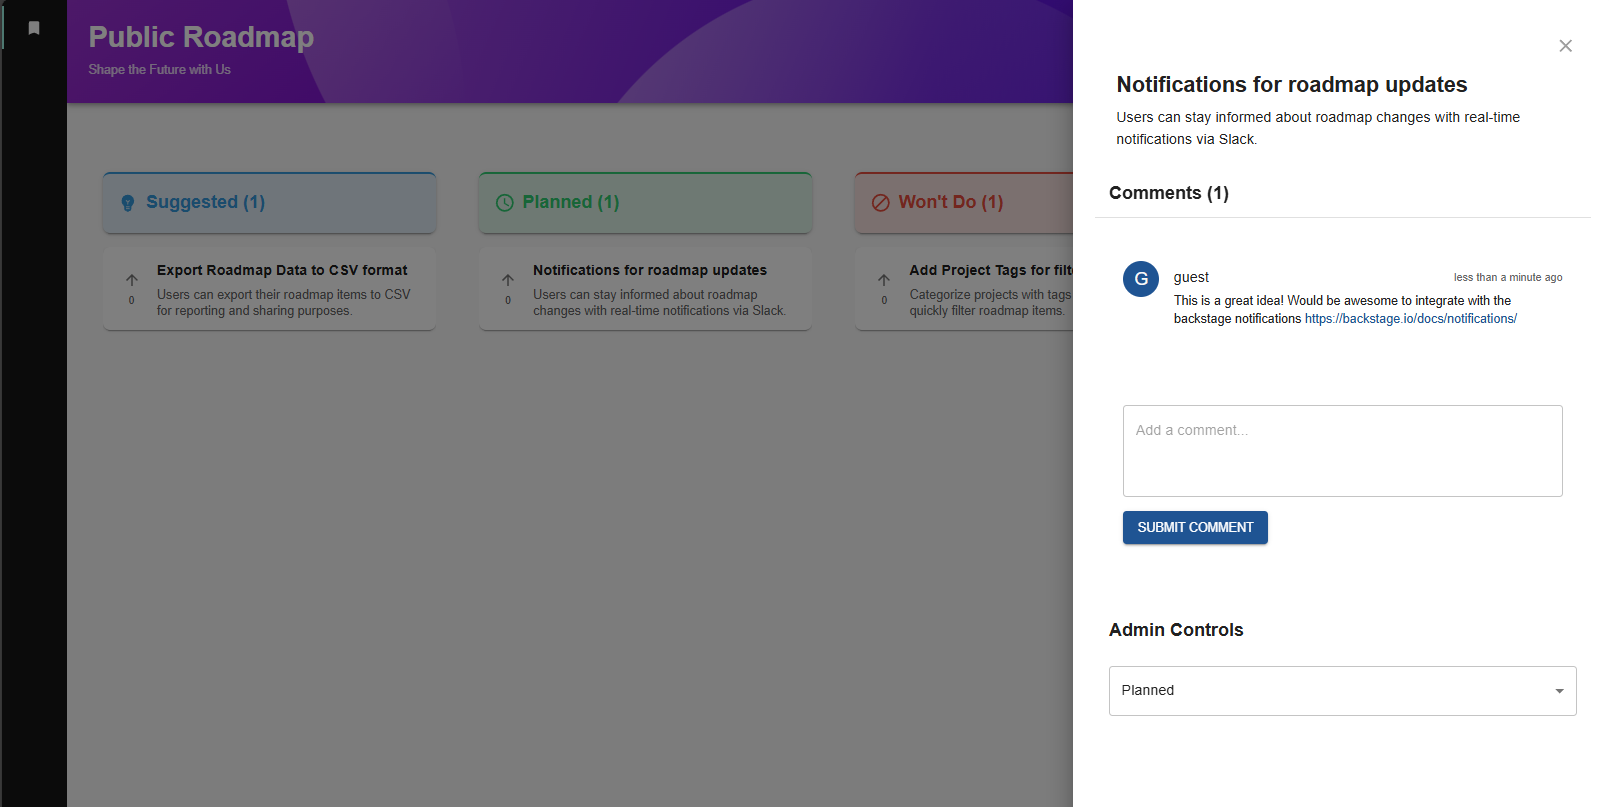 Public Roadmap
Shape the Future with Us
Suggested (1)
Export Roadmap Data to CSV format
0
Users can export their roadmap items to CSV
for reporting and sharing purposes.
Planned (1)
Notifications for roadmap updates
0
Users can stay informed about roadmap
changes with real-time notifications via Slack.
Won't Do (1)
Add Project Tags for filt
0
Categorize projects with tags
quickly filter roadmap items.
Notifications for roadmap updates
Users can stay informed about roadmap changes with real-time
notifications via Slack.
Comments (1)
G
guest
less than a minute ago
This is a great idea! Would be awesome to integrate with the
backstage notifications https://backstage.io/docs/notifications/
Add a comment...
SUBMIT COMMENT
Admin Controls
Planned